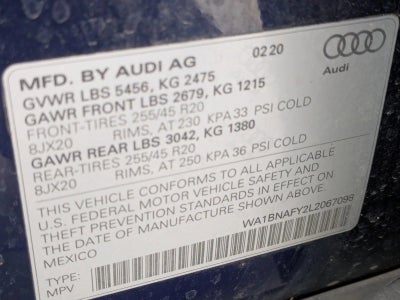 MFD. BY AUDI AG 0220
Audi
GVWR LBS 5456, KG 2475
GAWR FRONT LBS 2679, KG 1215
FRONT-TIRES 255/45 R20
8JX20 RIMS, AT 230 KPA 33 PSI COLD
GAWR REAR LBS 3042, KG 1380
REAR-TIRES 255/45 R20
8JX20 RIMS, AT 250 KPA 36 PSI COLD
THIS VEHICLE CONFORMS TO ALL APPLICABLE
U.S. FEDERAL MOTOR VEHICLE SAFETY AND
THEFT PREVENTION STANDARDS IN EFFECT ON
THE DATE OF MANUFACTURE SHOWN ABOVE.
MEXICO WA1BNAFY2L2067098
TYPE:
MPV